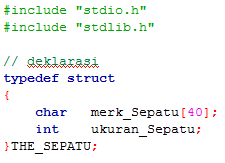 #include "stdio.h"
#include "stdlib.h"
// deklarasi
typedef struct
{
char merk_Sepatu[40];
int ukuran_Sepatu;
}THE_SEPATU;